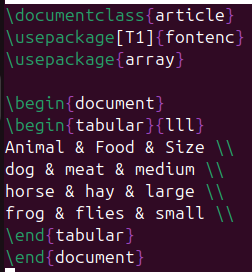 \documentclass{article}
\usepackage[T1]{fontenc}
\usepackage{array}

\begin{document}
\begin{tabular}{lll}
Animal & Food & Size \\
dog & meat & medium \\
horse & hay & large \\
frog & flies & small \\
\end{tabular}
\end{document}